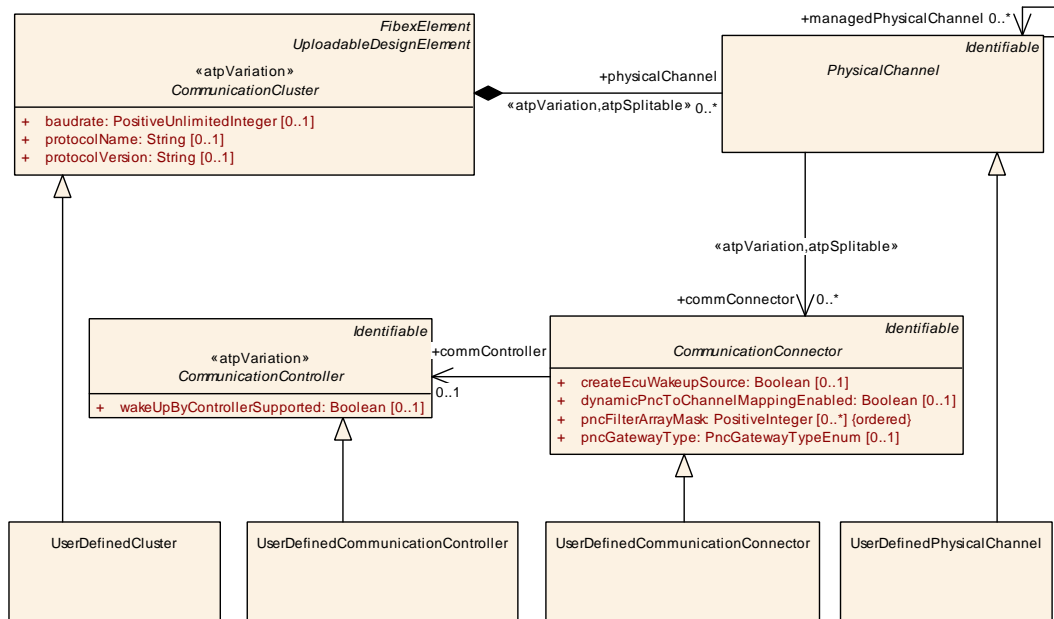 FibexElement
UploadableDesignElement
«atpVariation»
CommunicationCluster
+ baudrate: PositiveUnlimitedInteger [0..1]
+ protocolName: String [0..1]
+ protocolVersion: String [0..1]
+physicalChannel
«atpVariation,atpSplitable» 0..*
+managedPhysicalChannel 0..*
Identifiable
PhysicalChannel
«atpVariation,atpSplitable»
+commConnector 0..*
Identifiable
«atpVariation»
CommunicationController
+ wakeUpByControllerSupported: Boolean [0..1]
+commController
0..1
Identifiable
CommunicationConnector
+ createEcuWakeupSource: Boolean [0..1]
+ dynamicPncToChannelMappingEnabled: Boolean [0..1]
+ pncFilterArrayMask: PositiveInteger [0..*] {ordered}
+ pncGatewayType: PncGatewayTypeEnum [0..1]
UserDefinedCluster
UserDefinedCommunicationController
UserDefinedCommunicationConnector
UserDefinedPhysicalChannel